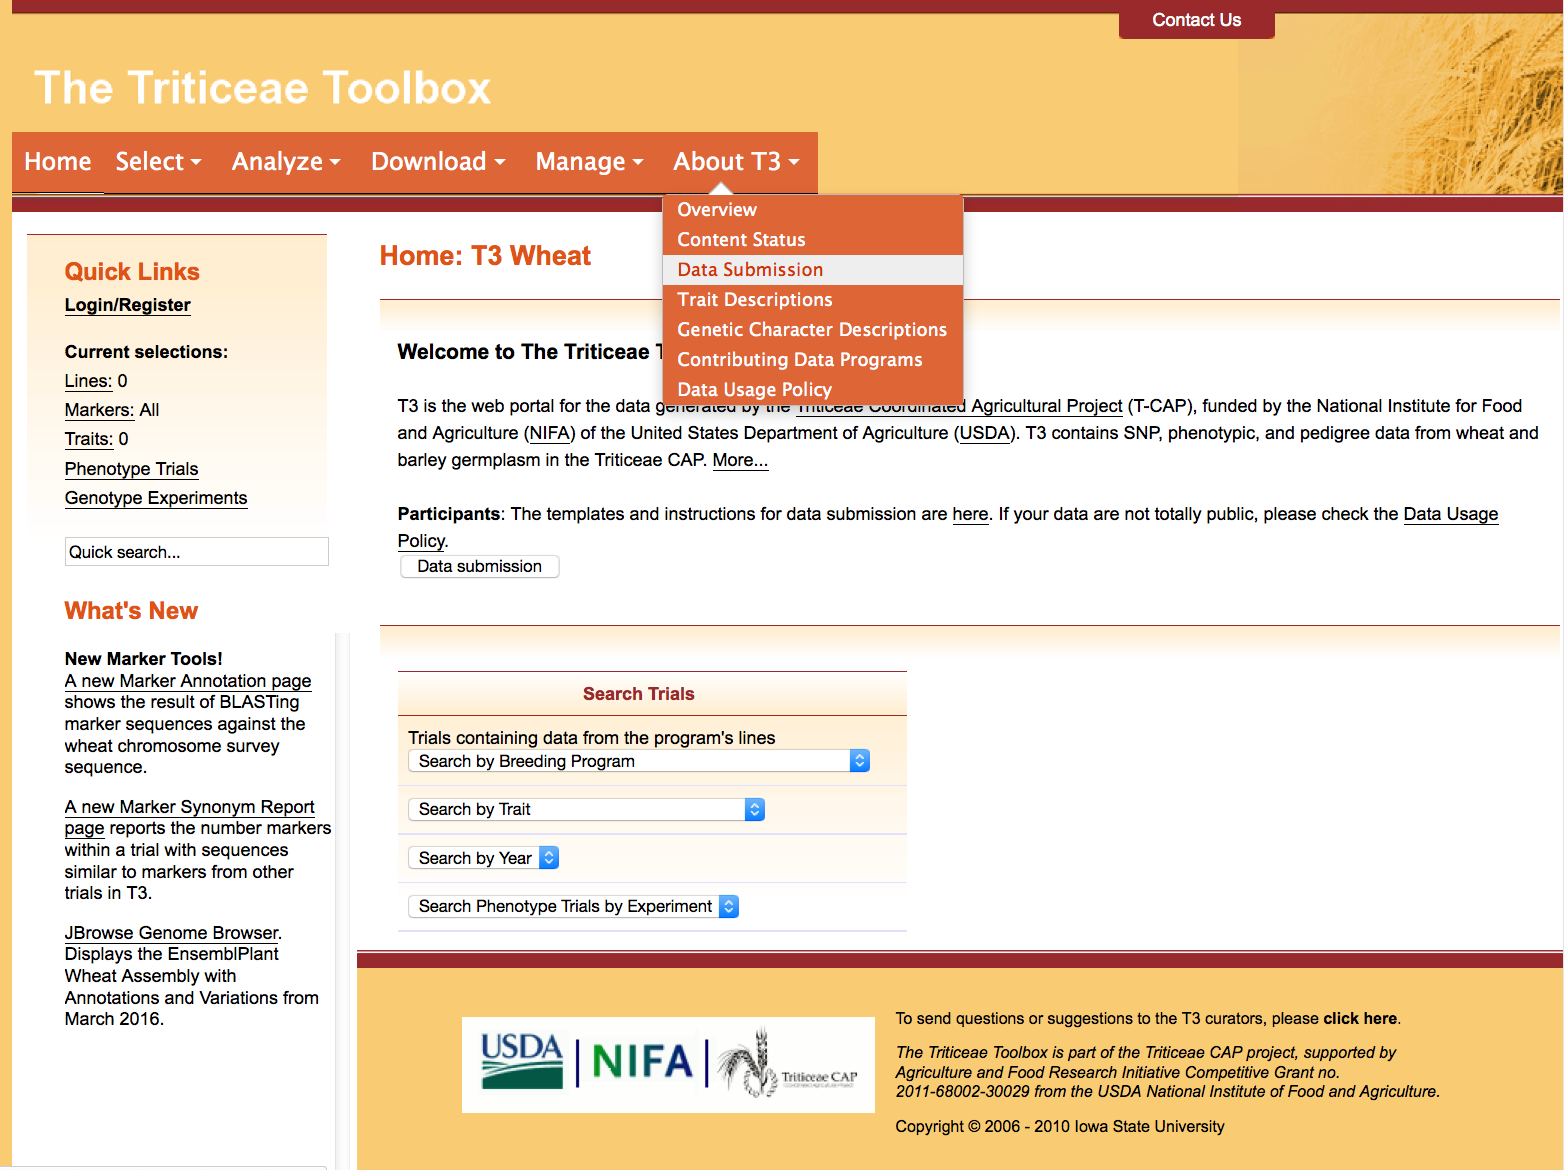 Contact Us
The Triticeae Toolbox
Home Select Analyze Download Manage About T3
Overview
Content Status
Data Submission
Trait Descriptions
Genetic Character Descriptions
Contributing Data Programs
Data Usage Policy
Quick Links
Login/Register
Current selections:
Lines: 0
Markers: All
Traits: 0
Phenotype Trials
Genotype Experiments
Quick search...
What's New
New Marker Tools!
A new Marker Annotation page
shows the result of BLASTing
marker sequences against the
wheat chromosome survey
sequence.
A new Marker Synonym Report
page reports the number markers
within a trial with sequences
similar to markers from other
trials in T3.
JBrowse Genome Browser.
Displays the EnsemblPlant
Wheat Assembly with
Annotations and Variations from
March 2016.
Home: T3 Wheat
Welcome to The Triticeae
T3 is the web portal for the data generated by the Triticeae Coordinated Agricultural Project (T-CAP), funded by the National Institute for Food
and Agriculture (NIFA) of the United States Department of Agriculture (USDA). T3 contains SNP, phenotypic, and pedigree data from wheat and
barley germplasm in the Triticeae CAP. More...
Participants: The templates and instructions for data submission are here. If your data are not totally public, please check the Data Usage
Policy.
Data submission
Search Trials
Trials containing data from the program's lines
Search by Breeding Program
Search by Trait
Search by Year
Search Phenotype Trials by Experiment
USDA NIFA Triticeae CAP
To send questions or suggestions to the T3 curators, please click here.
The Triticeae Toolbox is part of the Triticeae CAP project, supported by
Agriculture and Food Research Initiative Competitive Grant no.
2011-68002-30029 from the USDA National Institute of Food and Agriculture.
Copyright © 2006 - 2010 Iowa State University